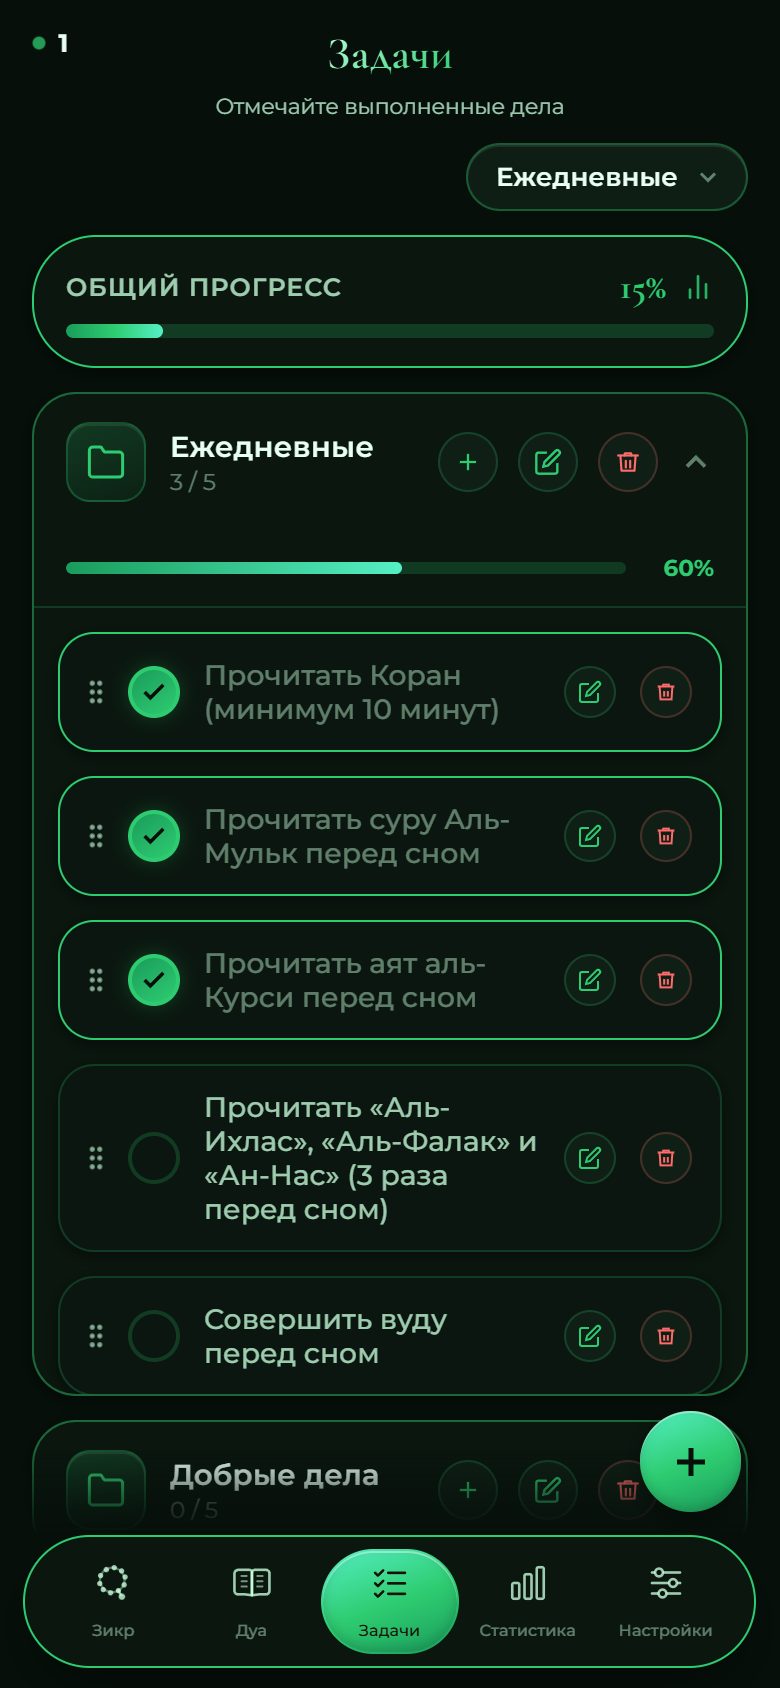 1
Задачи
Отмечайте выполненные дела
Ежедневные
ОБЩИЙ ПРОГРЕСС 15%
Ежедневные
3 / 5
60%
Прочитать Коран
(минимум 10 минут)
Прочитать суру Аль-
Мульк перед сном
Прочитать аят аль-
Курси перед сном
Прочитать «Аль-
Ихлас», «Аль-Фалак» и
«Ан-Нас» (3 раза
перед сном)
Совершить вуду
перед сном
Добрые дела
0 / 5
Зикр Дуа Задачи Статистика Настройки